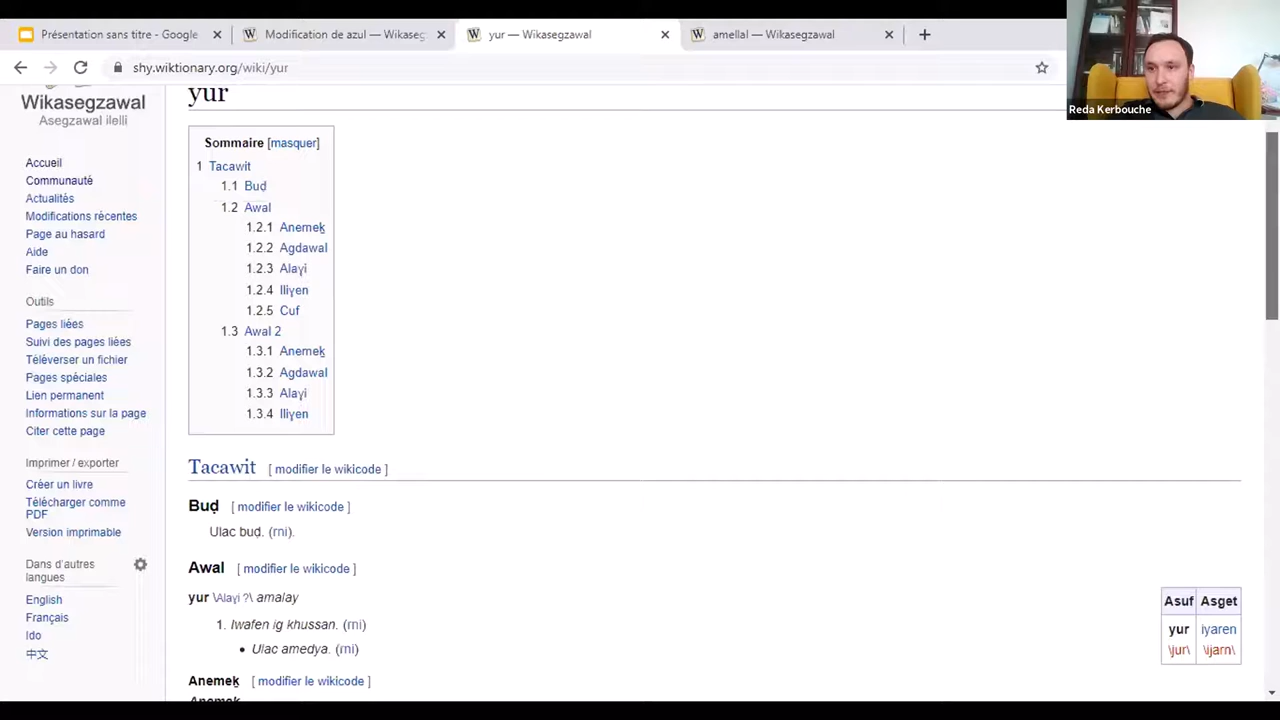 Présentation sans titre - Google
Modification de azul — Wikaseg
yur — Wikasegzawal
amellal — Wikasegzawal
shy.wiktionary.org/wiki/yur
Reda Kerbouche
Wikasegzawal
Asegzawal ilelli
Accueil
Communauté
Actualités
Modifications récentes
Page au hasard
Aide
Faire un don
Outils
Pages liées
Suivi des pages liées
Téléverser un fichier
Pages spéciales
Lien permanent
Informations sur la page
Citer cette page
Imprimer / exporter
Créer un livre
Télécharger comme
PDF
Version imprimable
Dans d'autres
langues
English
Français
Ido
中文
yur
Sommaire [masquer]
1 Tacawit
1.1 Buḍ
1.2 Awal
1.2.1 Anemeḵ
1.2.2 Agdawal
1.2.3 Alaɣi
1.2.4 Iliɣen
1.2.5 Cuf
1.3 Awal 2
1.3.1 Anemeḵ
1.3.2 Agdawal
1.3.3 Alaɣi
1.3.4 Iliɣen
Tacawit [ modifier le wikicode ]
Buḍ [ modifier le wikicode ]
Ulac buḍ. (rni).
Awal [ modifier le wikicode ]
yur \Alaɣi ?\ amalay
1. Iwafen ig khussan. (rni)
• Ulac amedya. (rni)
Asuf Asget
yur iyaren
\jur\ \ijarn\
Anemeḵ [ modifier le wikicode ]